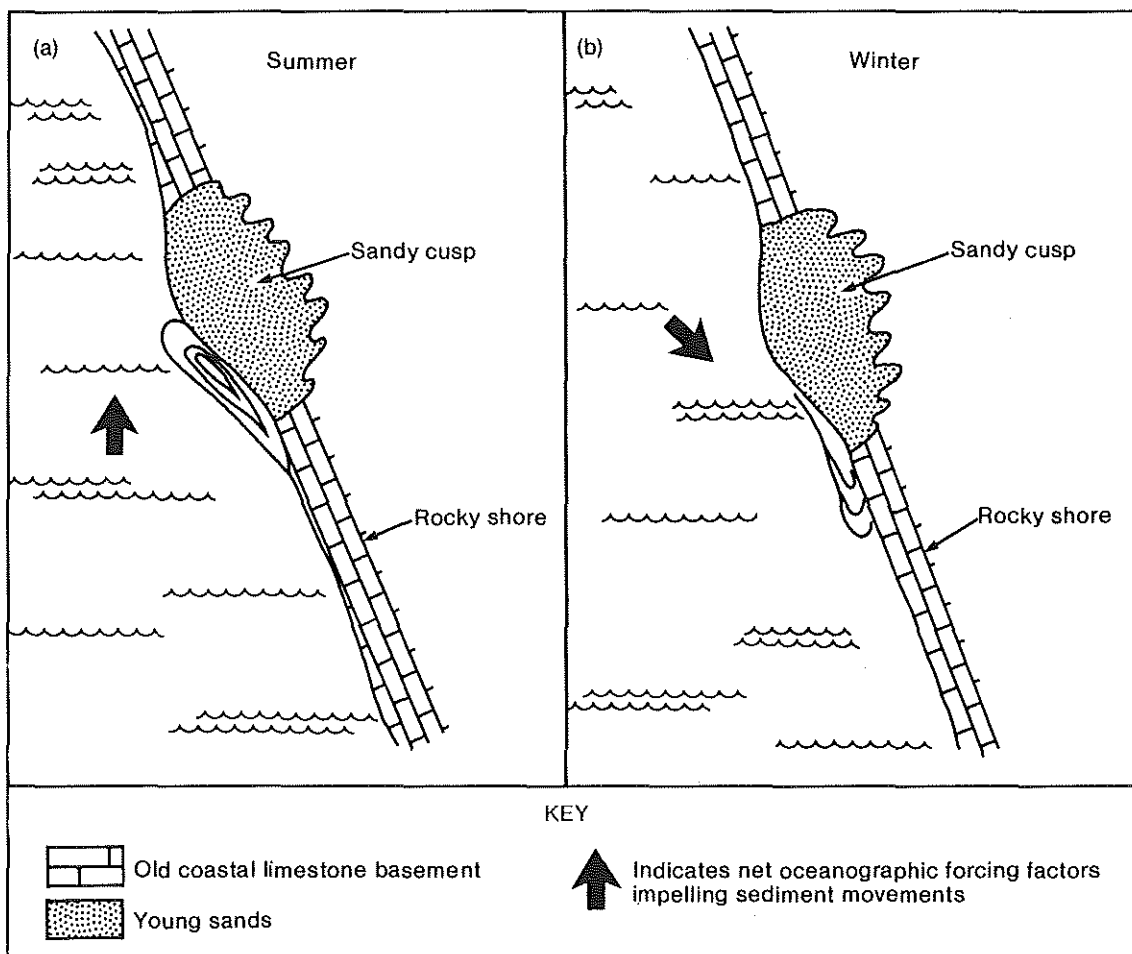 (a)
Summer
Sandy cusp
Rocky shore
(b)
Winter
Sandy cusp
Rocky shore
KEY
Old coastal limestone basement
Young sands
Indicates net oceanographic forcing factors
impelling sediment movements